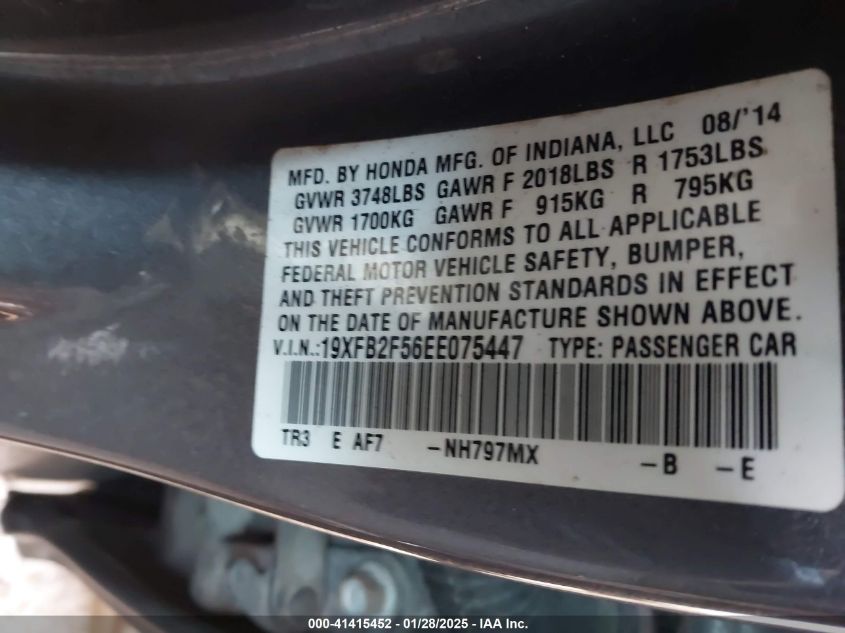 MFD. BY HONDA MFG. OF INDIANA, LLC 08/'14
GVWR 3748LBS GAWR F 2018LBS R 1753LBS
GVWR 1700KG GAWR F 915KG R 795KG
THIS VEHICLE CONFORMS TO ALL APPLICABLE
FEDERAL MOTOR VEHICLE SAFETY, BUMPER,
AND THEFT PREVENTION STANDARDS IN EFFECT
ON THE DATE OF MANUFACTURE SHOWN ABOVE.
V.I.N.:19XFB2F56EE075447 TYPE: PASSENGER CAR
TR3 E AF7 -NH797MX -B -E
000-41415452 - 01/28/2025 - IAA Inc.